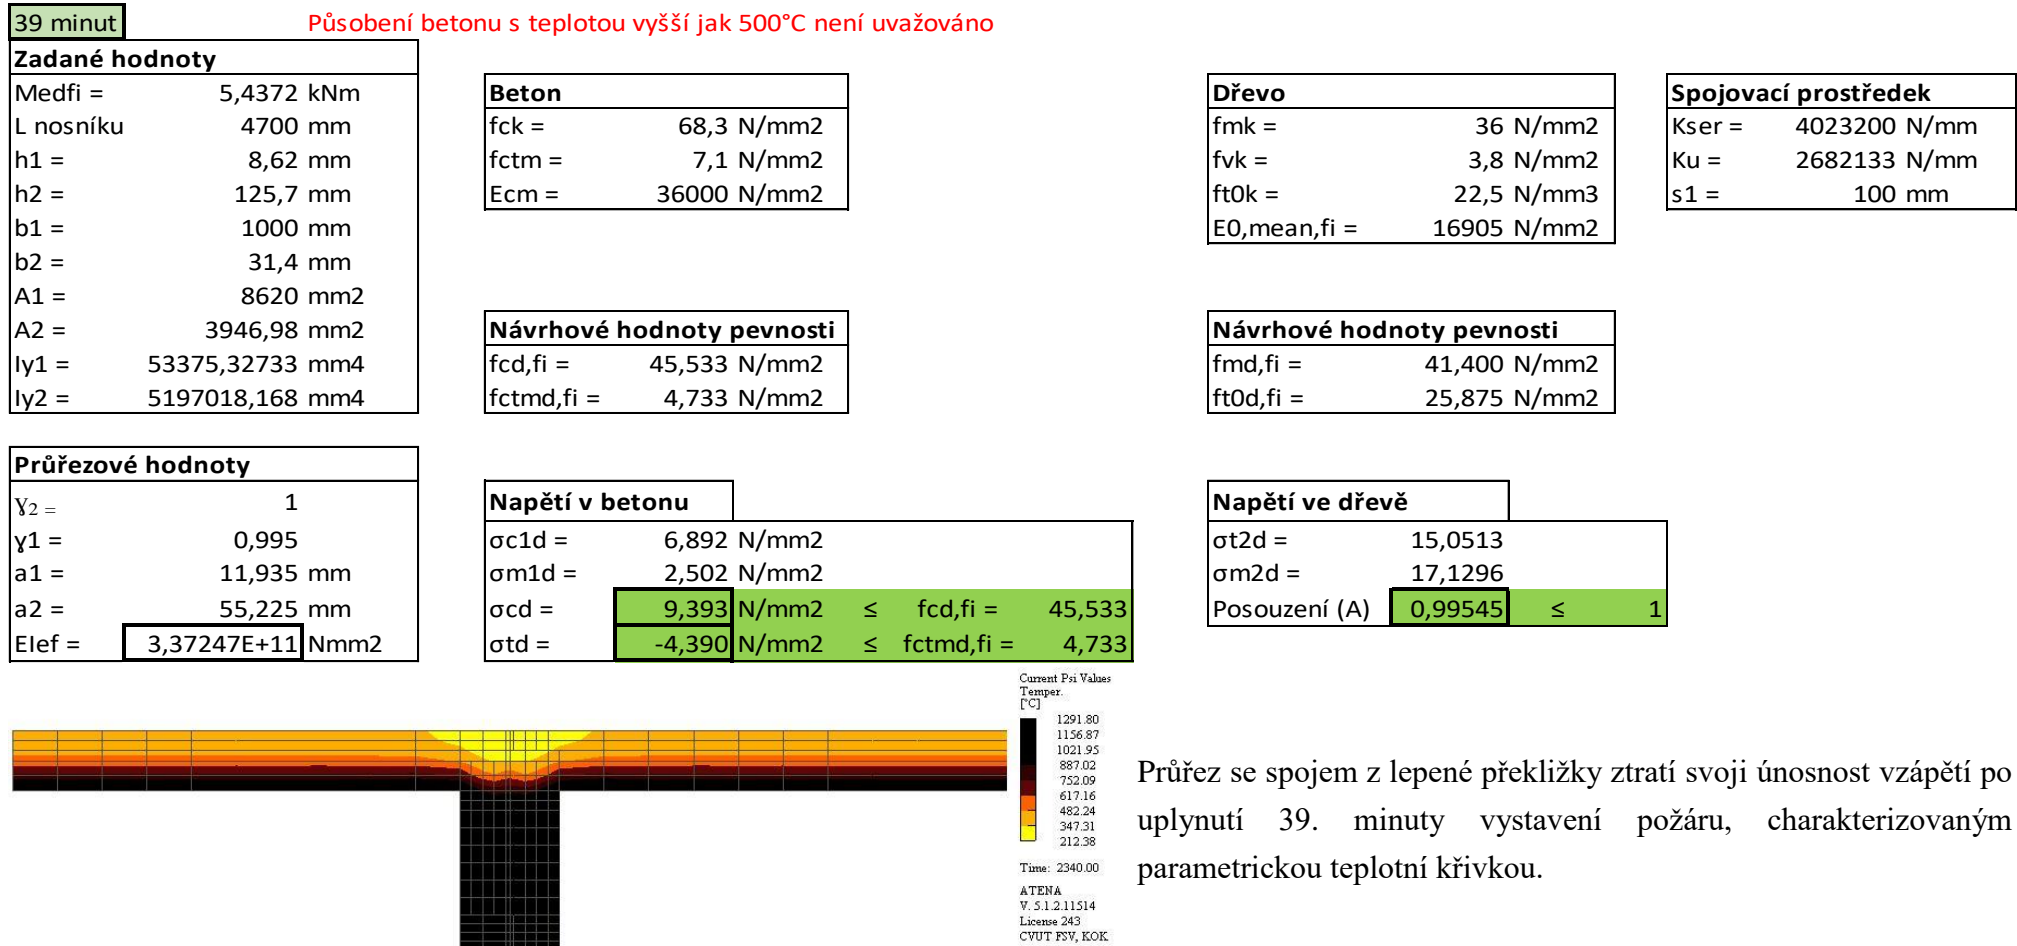 39 minut
Působení betonu s teplotou vyšší jak 500°C není uvažováno
Zadané hodnoty
Medfi = 5,4372 kNm
L nosníku 4700 mm
h1 = 8,62 mm
h2 = 125,7 mm
b1 = 1000 mm
b2 = 31,4 mm
A1 = 8620 mm2
A2 = 3946,98 mm2
Iy1 = 53375,32733 mm4
Iy2 = 5197018,168 mm4
Beton
fck = 68,3 N/mm2
fctm = 7,1 N/mm2
Ecm = 36000 N/mm2
Dřevo
fmk = 36 N/mm2
fvk = 3,8 N/mm2
ft0k = 22,5 N/mm3
E0,mean,fi = 16905 N/mm2
Spojovací prostředek
Kser = 4023200 N/mm
Ku = 2682133 N/mm
s1 = 100 mm
Návrhové hodnoty pevnosti
fcd,fi = 45,533 N/mm2
fctmd,fi = 4,733 N/mm2
Návrhové hodnoty pevnosti
fmd,fi = 41,400 N/mm2
ft0d,fi = 25,875 N/mm2
Průřezové hodnoty
Ɣ2 = 1
γ1 = 0,995
a1 = 11,935 mm
a2 = 55,225 mm
EIef = 3,37247E+11 Nmm2
Napětí v betonu
σc1d = 6,892 N/mm2
σm1d = 2,502 N/mm2
σcd = 9,393 N/mm2 ≤ fcd,fi = 45,533
σtd = -4,390 N/mm2 ≤ fctmd,fi = 4,733
Napětí ve dřevě
σt2d = 15,0513
σm2d = 17,1296
Posouzení (A) 0,99545 ≤ 1
Current Psi Values
Temper.
[°C]
1291.80
1156.87
1021.95
887.02
752.09
617.16
482.24
347.31
212.38
Time: 2340.00
ATENA
V. 5.1.2.11514
License 243
CVUT FSV, KOK
Průřez se spojem z lepené překližky ztratí svoji únosnost vzápětí po
uplynutí 39. minuty vystavení požáru, charakterizovaným
parametrickou teplotní křivkou.